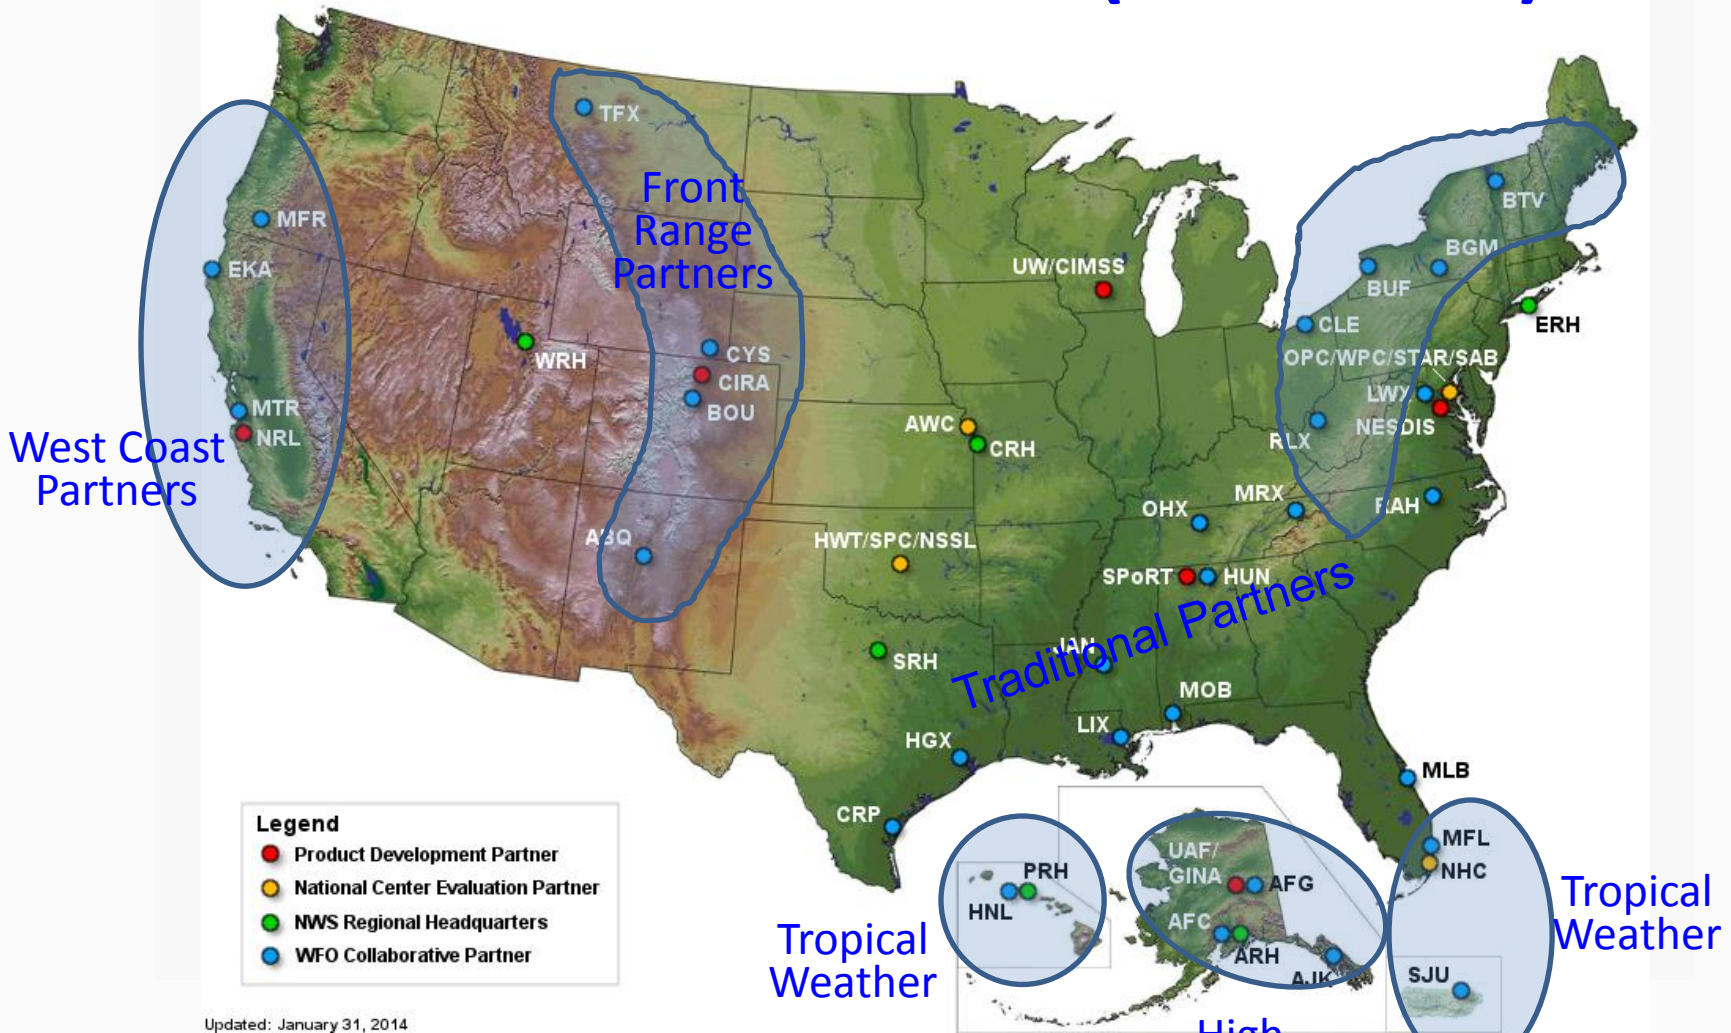 TFX
Front
Range
Partners
MFR
EKA
UW/CIMSS
BTV
BGM
BUF
CLE
ERH
WRH
CYS
CIRA
BOU
OPC/WPC/STAR/SAB
LWX
NESDIS
MTR
NRL
West Coast
Partners
AWC
CRH
RLX
MRX
RAH
OHX
ABQ
HWT/SPC/NSSL
SPoRT
HUN
Traditional Partners
JAN
SRH
MOB
LIX
HGX
MLB
CRP
MFL
NHC
Legend
Product Development Partner
National Center Evaluation Partner
NWS Regional Headquarters
WFO Collaborative Partner
PRH
HNL
Tropical
Weather
UAF/
GINA
AFG
AFC
ARH
AJK
SJU
Tropical
Weather
High
Updated: January 31, 2014